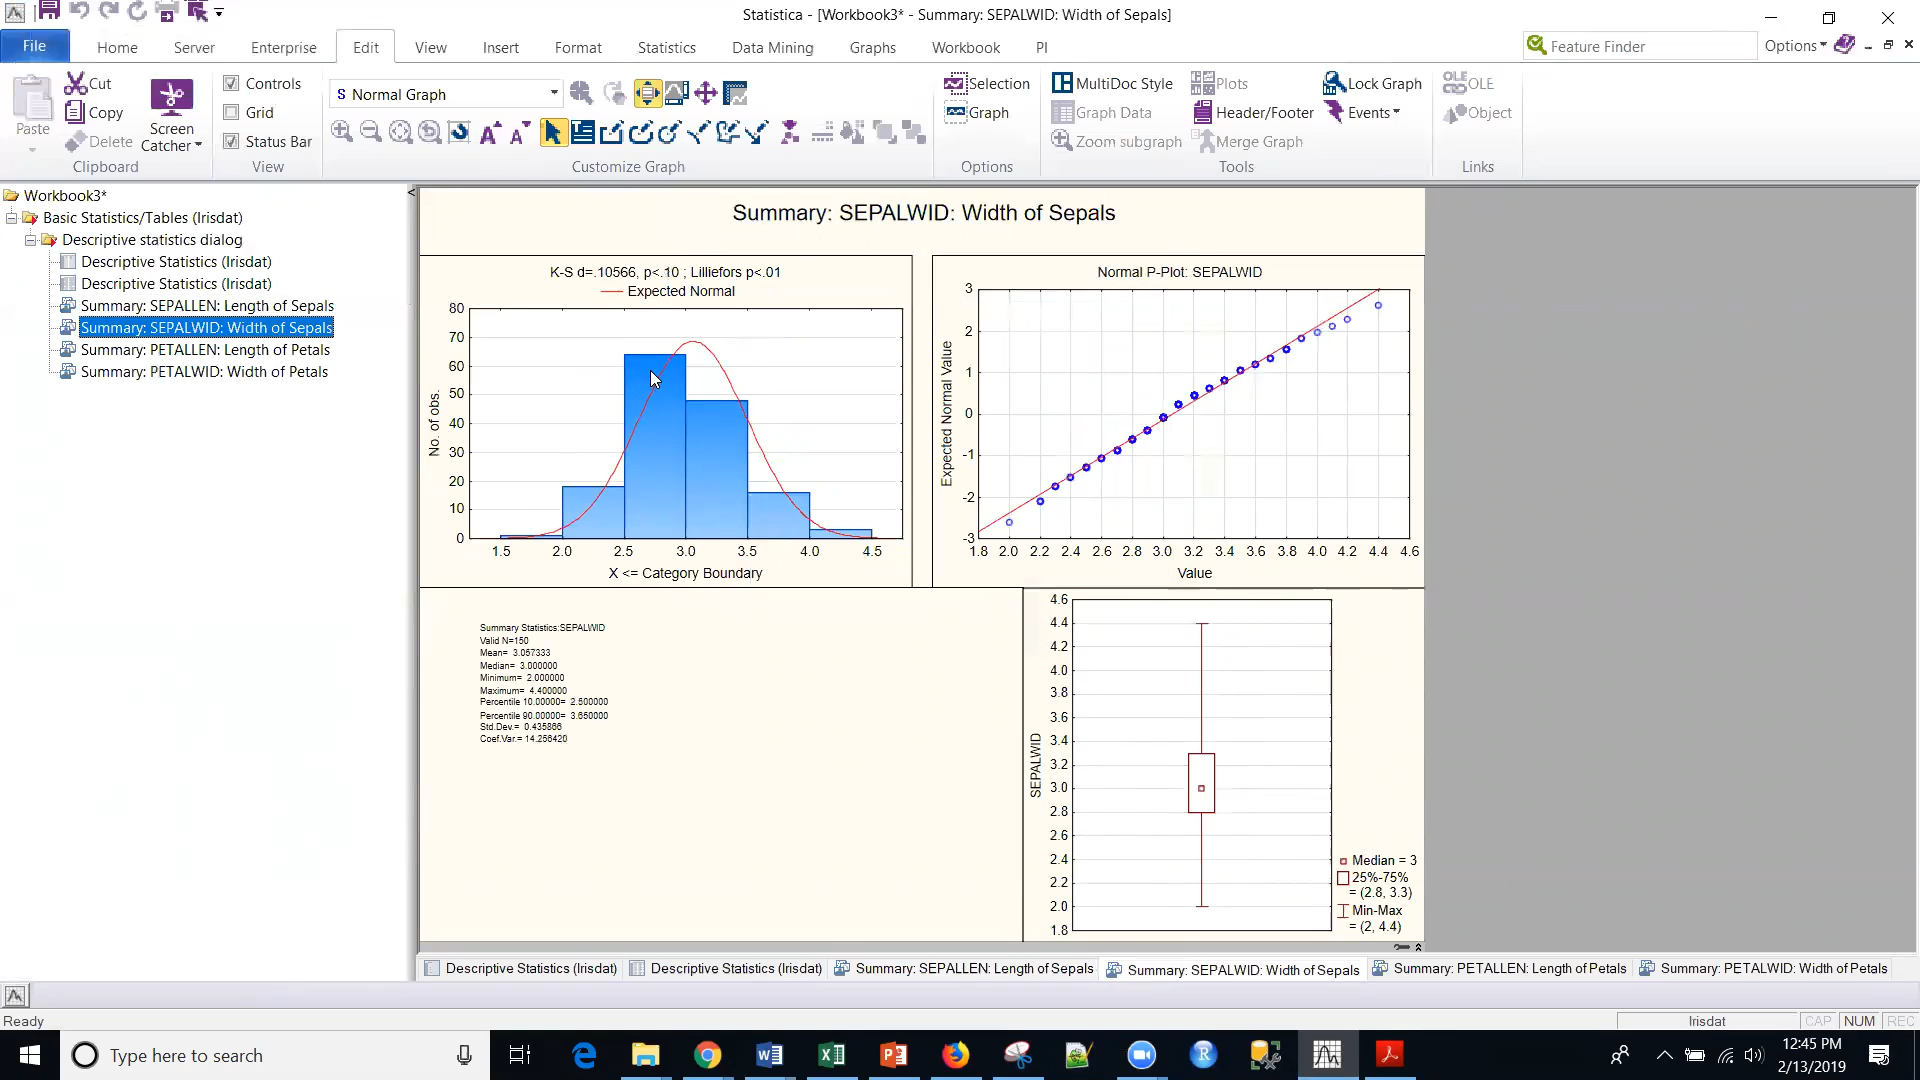 Statistica - [Workbook3* - Summary: SEPALWID: Width of Sepals]
File Home Server Enterprise Edit View Insert Format Statistics Data Mining Graphs Workbook PI
Feature Finder
Options
Paste
Cut
Copy
Delete
Screen Catcher
Clipboard
Controls
Grid
Status Bar
View
S Normal Graph
Customize Graph
Selection
Graph
Options
MultiDoc Style
Graph Data
Zoom subgraph
Plots
Header/Footer
Merge Graph
Lock Graph
Events
Tools
OLE OLE
Object
Links
Workbook3*
Basic Statistics/Tables (Irisdat)
Descriptive statistics dialog
Descriptive Statistics (Irisdat)
Descriptive Statistics (Irisdat)
Summary: SEPALLEN: Length of Sepals
Summary: SEPALWID: Width of Sepals
Summary: PETALLEN: Length of Petals
Summary: PETALWID: Width of Petals
Summary: SEPALWID: Width of Sepals
K-S d=.10566, p<.10 ; Lilliefors p<.01
Expected Normal
80
70
60
50
40
30
20
10
0
No. of obs.
1.5 2.0 2.5 3.0 3.5 4.0 4.5
X <= Category Boundary
Normal P-Plot: SEPALWID
3
2
1
0
-1
-2
-3
Expected Normal Value
1.8 2.0 2.2 2.4 2.6 2.8 3.0 3.2 3.4 3.6 3.8 4.0 4.2 4.4 4.6
Value
Summary Statistics:SEPALWID
Valid N=150
Mean= 3.057333
Median= 3.000000
Minimum= 2.000000
Maximum= 4.400000
Percentile 10.00000= 2.500000
Percentile 90.00000= 3.650000
Std.Dev.= 0.435866
Coef.Var.= 14.256420
4.6
4.4
4.2
4.0
3.8
3.6
3.4
3.2
3.0
2.8
2.6
2.4
2.2
2.0
1.8
SEPALWID
Median = 3
25%-75%
= (2.8, 3.3)
Min-Max
= (2, 4.4)
Descriptive Statistics (Irisdat) Descriptive Statistics (Irisdat) Summary: SEPALLEN: Length of Sepals Summary: SEPALWID: Width of Sepals Summary: PETALLEN: Length of Petals Summary: PETALWID: Width of Petals
Ready
Irisdat CAP NUM REC
Type here to search
12:45 PM
2/13/2019